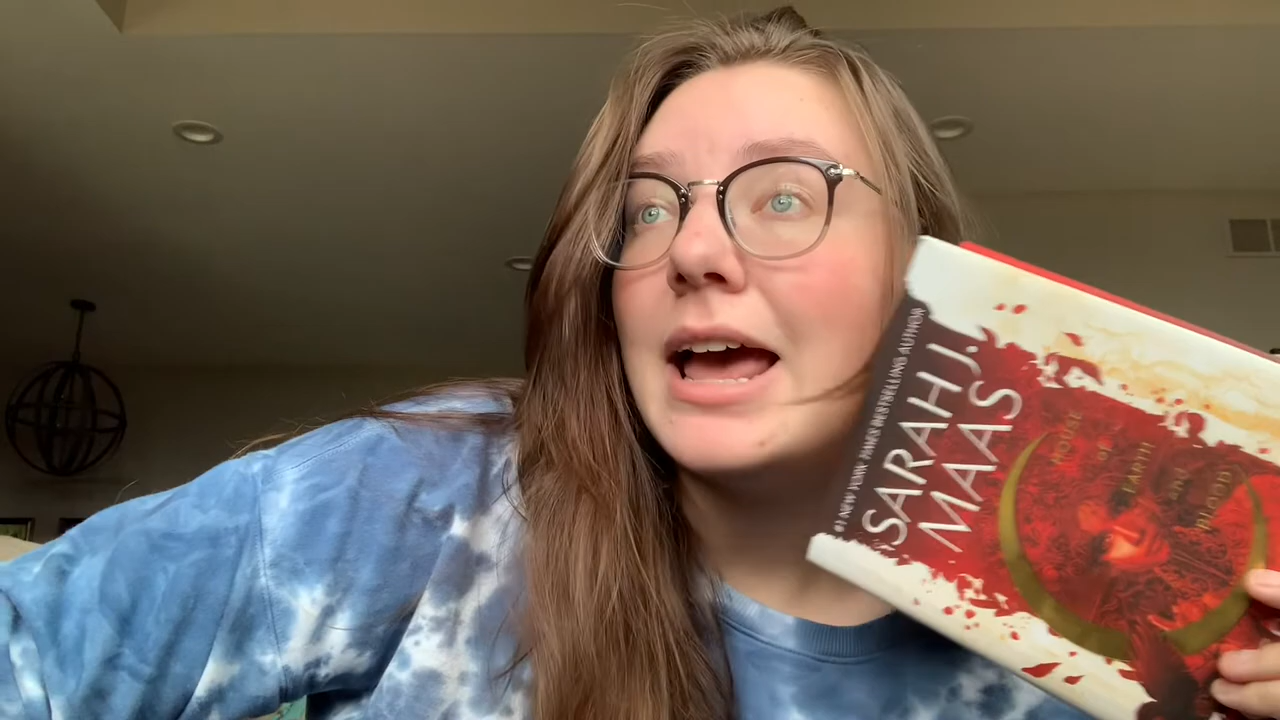 #1 NEW YORK TIMES BESTSELLING AUTHOR
SARAH J.
MAAS
HOUSE
of
EARTH
and
BLOOD